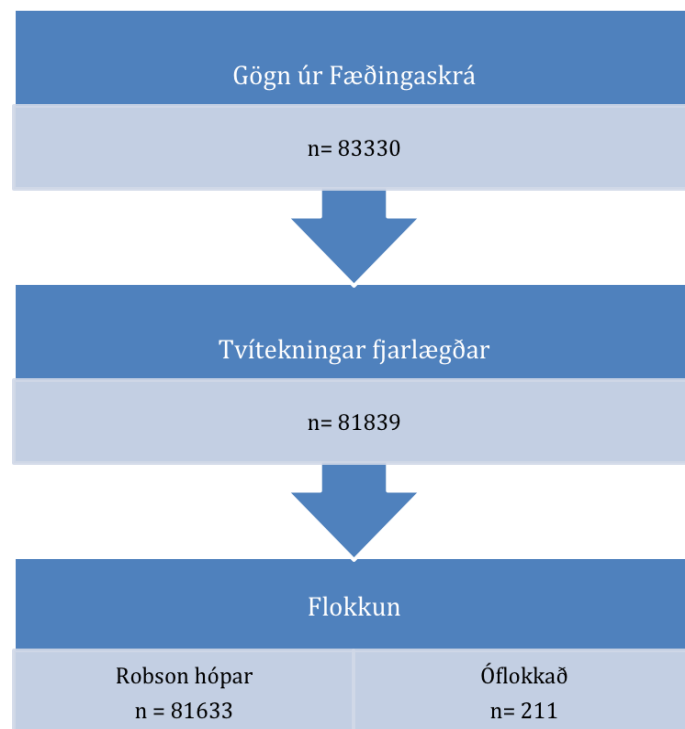 Gögn úr Fæðingaskrá
n= 83330
Tvítekningar fjarlægðar
n= 81839
Flokkun
Robson hópar
n = 81633
Óflokkað
n= 211